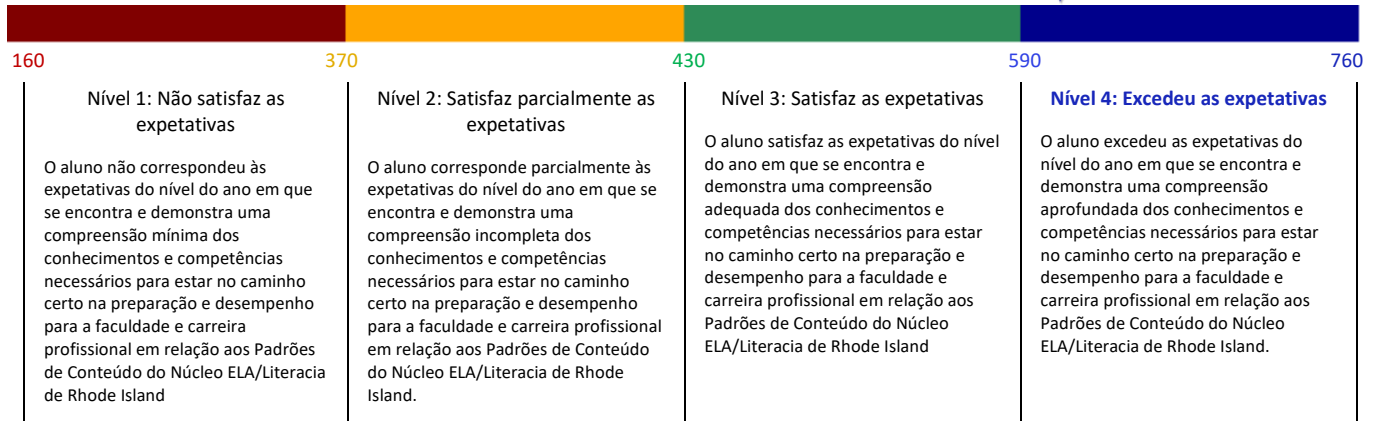 160 370 430 590 760
Nível 1: Não satisfaz as
expetativas
O aluno não correspondeu às
expetativas do nível do ano em que
se encontra e demonstra uma
compreensão mínima dos
conhecimentos e competências
necessários para estar no caminho
certo na preparação e desempenho
para a faculdade e carreira
profissional em relação aos Padrões
de Conteúdo do Núcleo ELA/Literacia
de Rhode Island
Nível 2: Satisfaz parcialmente as
expetativas
O aluno corresponde parcialmente às
expetativas do nível do ano em que se
encontra e demonstra uma
compreensão incompleta dos
conhecimentos e competências
necessários para estar no caminho
certo na preparação e desempenho
para a faculdade e carreira profissional
em relação aos Padrões de Conteúdo
do Núcleo ELA/Literacia de Rhode
Island.
Nível 3: Satisfaz as expetativas
O aluno satisfaz as expetativas do nível
do ano em que se encontra e
demonstra uma compreensão
adequada dos conhecimentos e
competências necessários para estar
no caminho certo na preparação e
desempenho para a faculdade e
carreira profissional em relação aos
Padrões de Conteúdo do Núcleo
ELA/Literacia de Rhode Island
Nível 4: Excedeu as expetativas
O aluno excedeu as expetativas do
nível do ano em que se encontra e
demonstra uma compreensão
aprofundada dos conhecimentos e
competências necessários para estar
no caminho certo na preparação e
desempenho para a faculdade e
carreira profissional em relação aos
Padrões de Conteúdo do Núcleo
ELA/Literacia de Rhode Island.